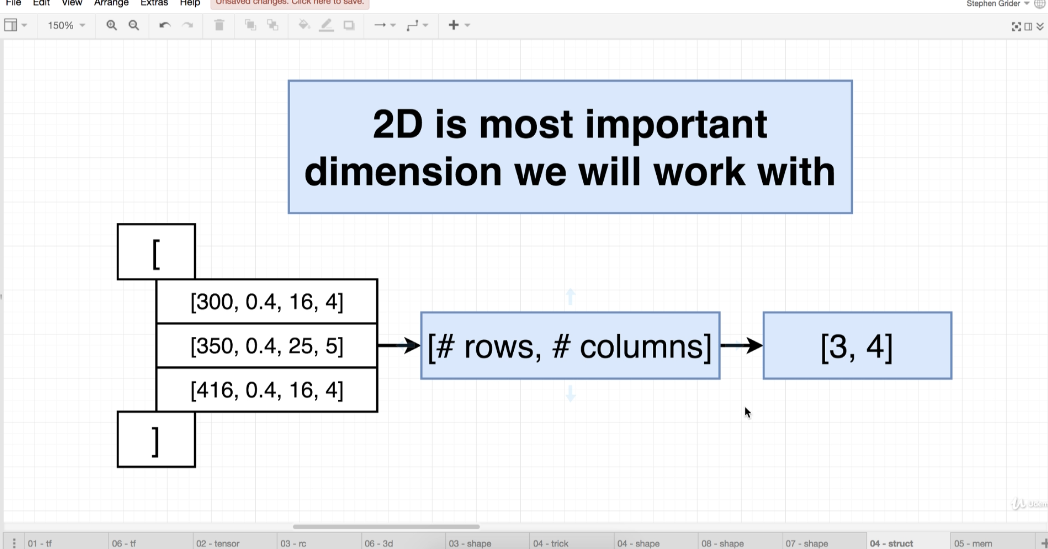 File Edit View Arrange Extras Help Unsaved changes. Click here to save. Stephen Grider
150%
2D is most important
dimension we will work with
[
[300, 0.4, 16, 4]
[350, 0.4, 25, 5]
[416, 0.4, 16, 4]
]
[# rows, # columns]
[3, 4]
01 - tf 06 - tf 02 - tensor 03 - rc 06 - 3d 03 - shape 04 - trick 04 - shape 08 - shape 07 - shape 04 - struct 05 - mem